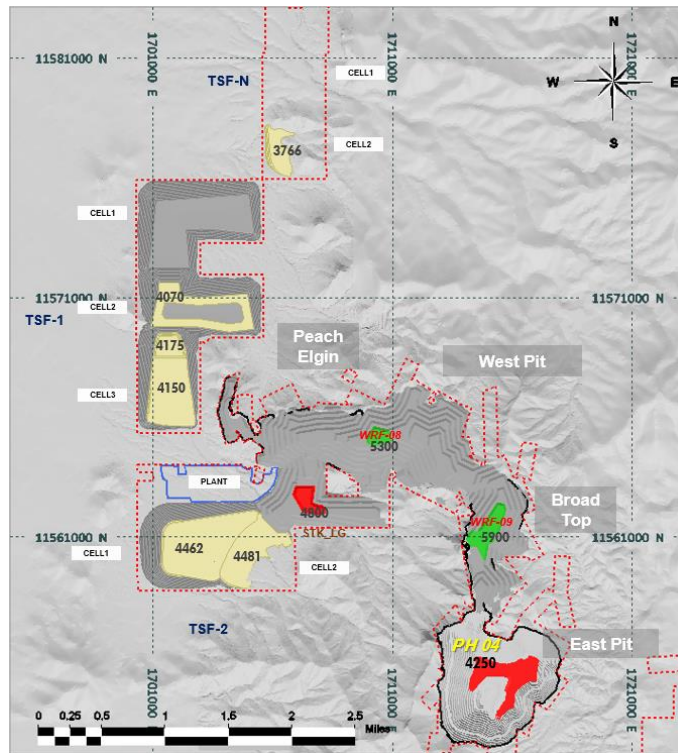 1701000 E
1711000 E
1721000 E
N
W
E
S
11581000 N
TSF-N
CELL1
CELL2
3766
CELL1
11571000 N
11571000 N
4070
CELL2
TSF-1
4175
4150
CELL3
Peach
Elgin
West Pit
WRF-08
5300
PLANT
4800
STK_LG
Broad
Top
WRF-09
5900
11561000 N
11561000 N
CELL1
4462
4481
CELL2
TSF-2
PH 04
4250
East Pit
1701000 E
1711000 E
1721000 E
0
0.25
0.5
1
1.5
2
2.5
Miles